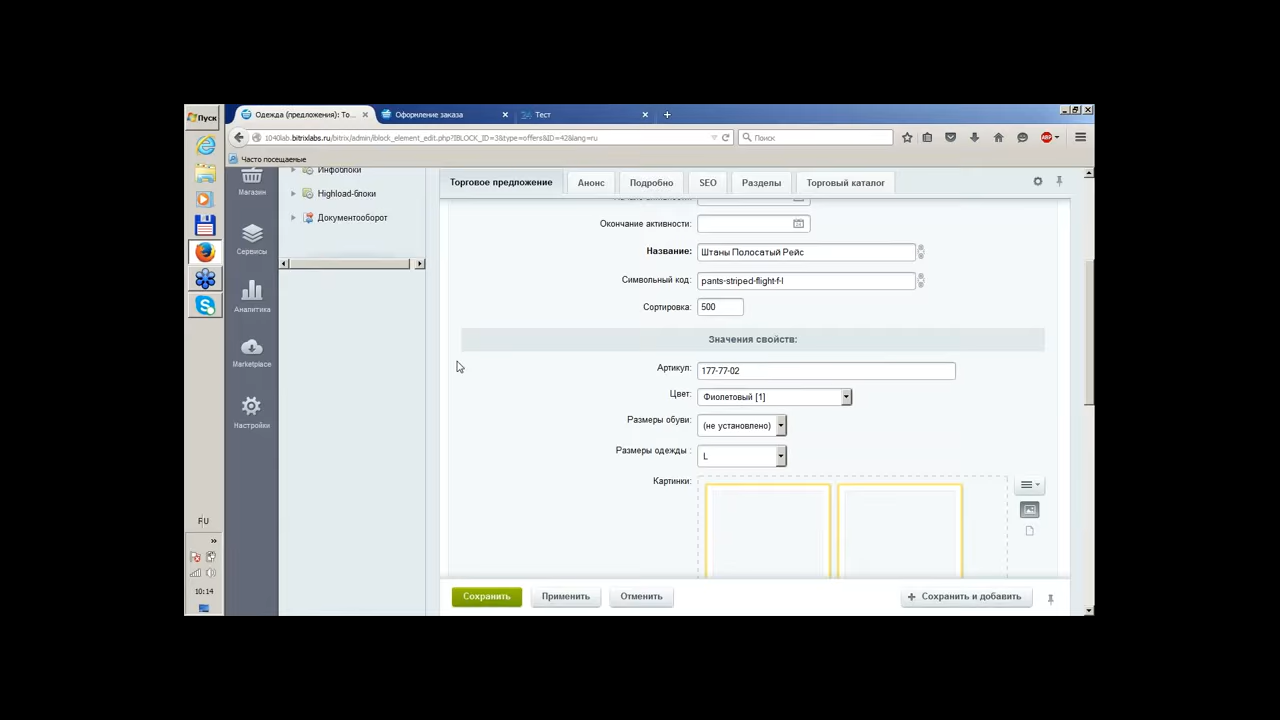 Пуск
Одежда (предложения): То...
Оформление заказа
24 Тест
1040lab.bitrixlabs.ru/bitrix/admin/iblock_element_edit.php?IBLOCK_ID=3&type=offers&ID=42&lang=ru
Поиск
ABP
Часто посещаемые
Магазин
Инфоблоки
Highload-блоки
Документооборот
Сервисы
Аналитика
Marketplace
Настройки
Торговое предложение
Анонс
Подробно
SEO
Разделы
Торговый каталог
Окончание активности:
Название: Штаны Полосатый Рейс
Символьный код: pants-striped-flight-f-l
Сортировка: 500
Значения свойств:
Артикул: 177-77-02
Цвет: Фиолетовый [1]
Размеры обуви: (не установлено)
Размеры одежды : L
Картинки:
Сохранить
Применить
Отменить
+ Сохранить и добавить
RU
10:14